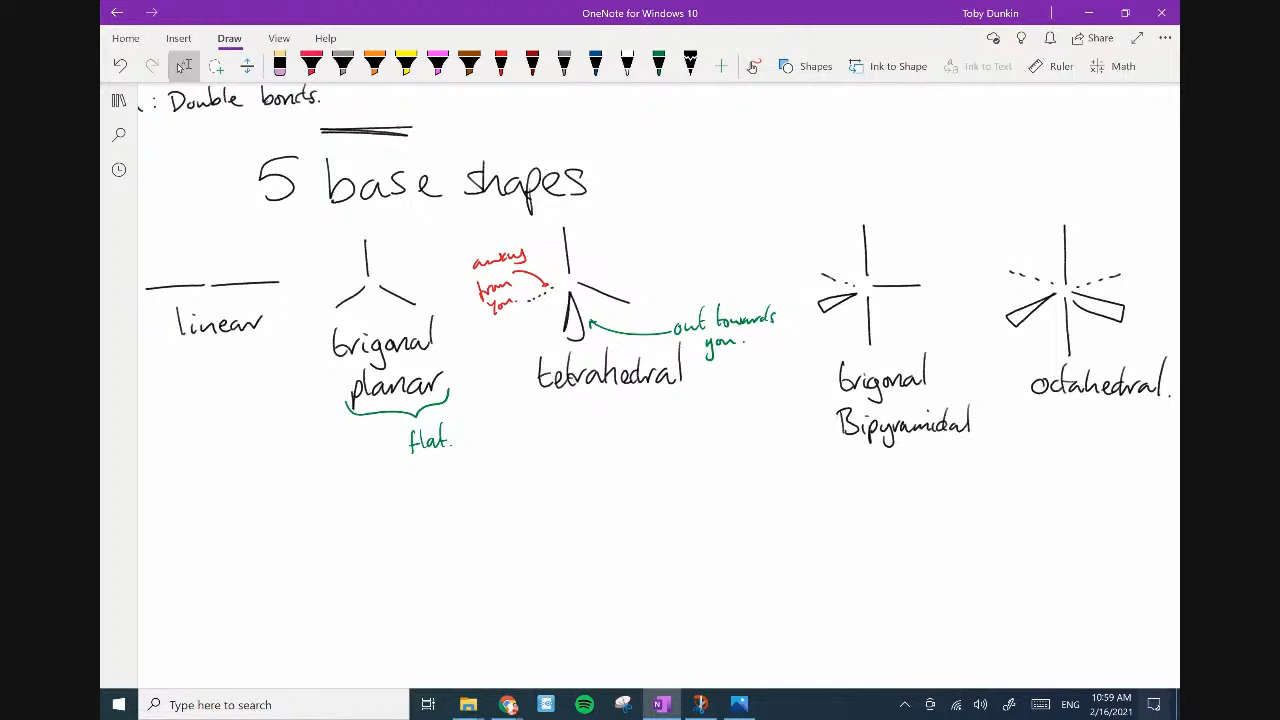 OneNote for Windows 10
Toby Dunkin
Home Insert Draw View Help
Share
Shapes
Ink to Shape
Ink to Text
Ruler
Math
: Double bonds.
5 base shapes
linear
trigonal
planar
flat.
away
from
you.
out towards
you.
tetrahedral
trigonal
Bipyramidal
octahedral.
Type here to search
ENG
10:59 AM
2/16/2021